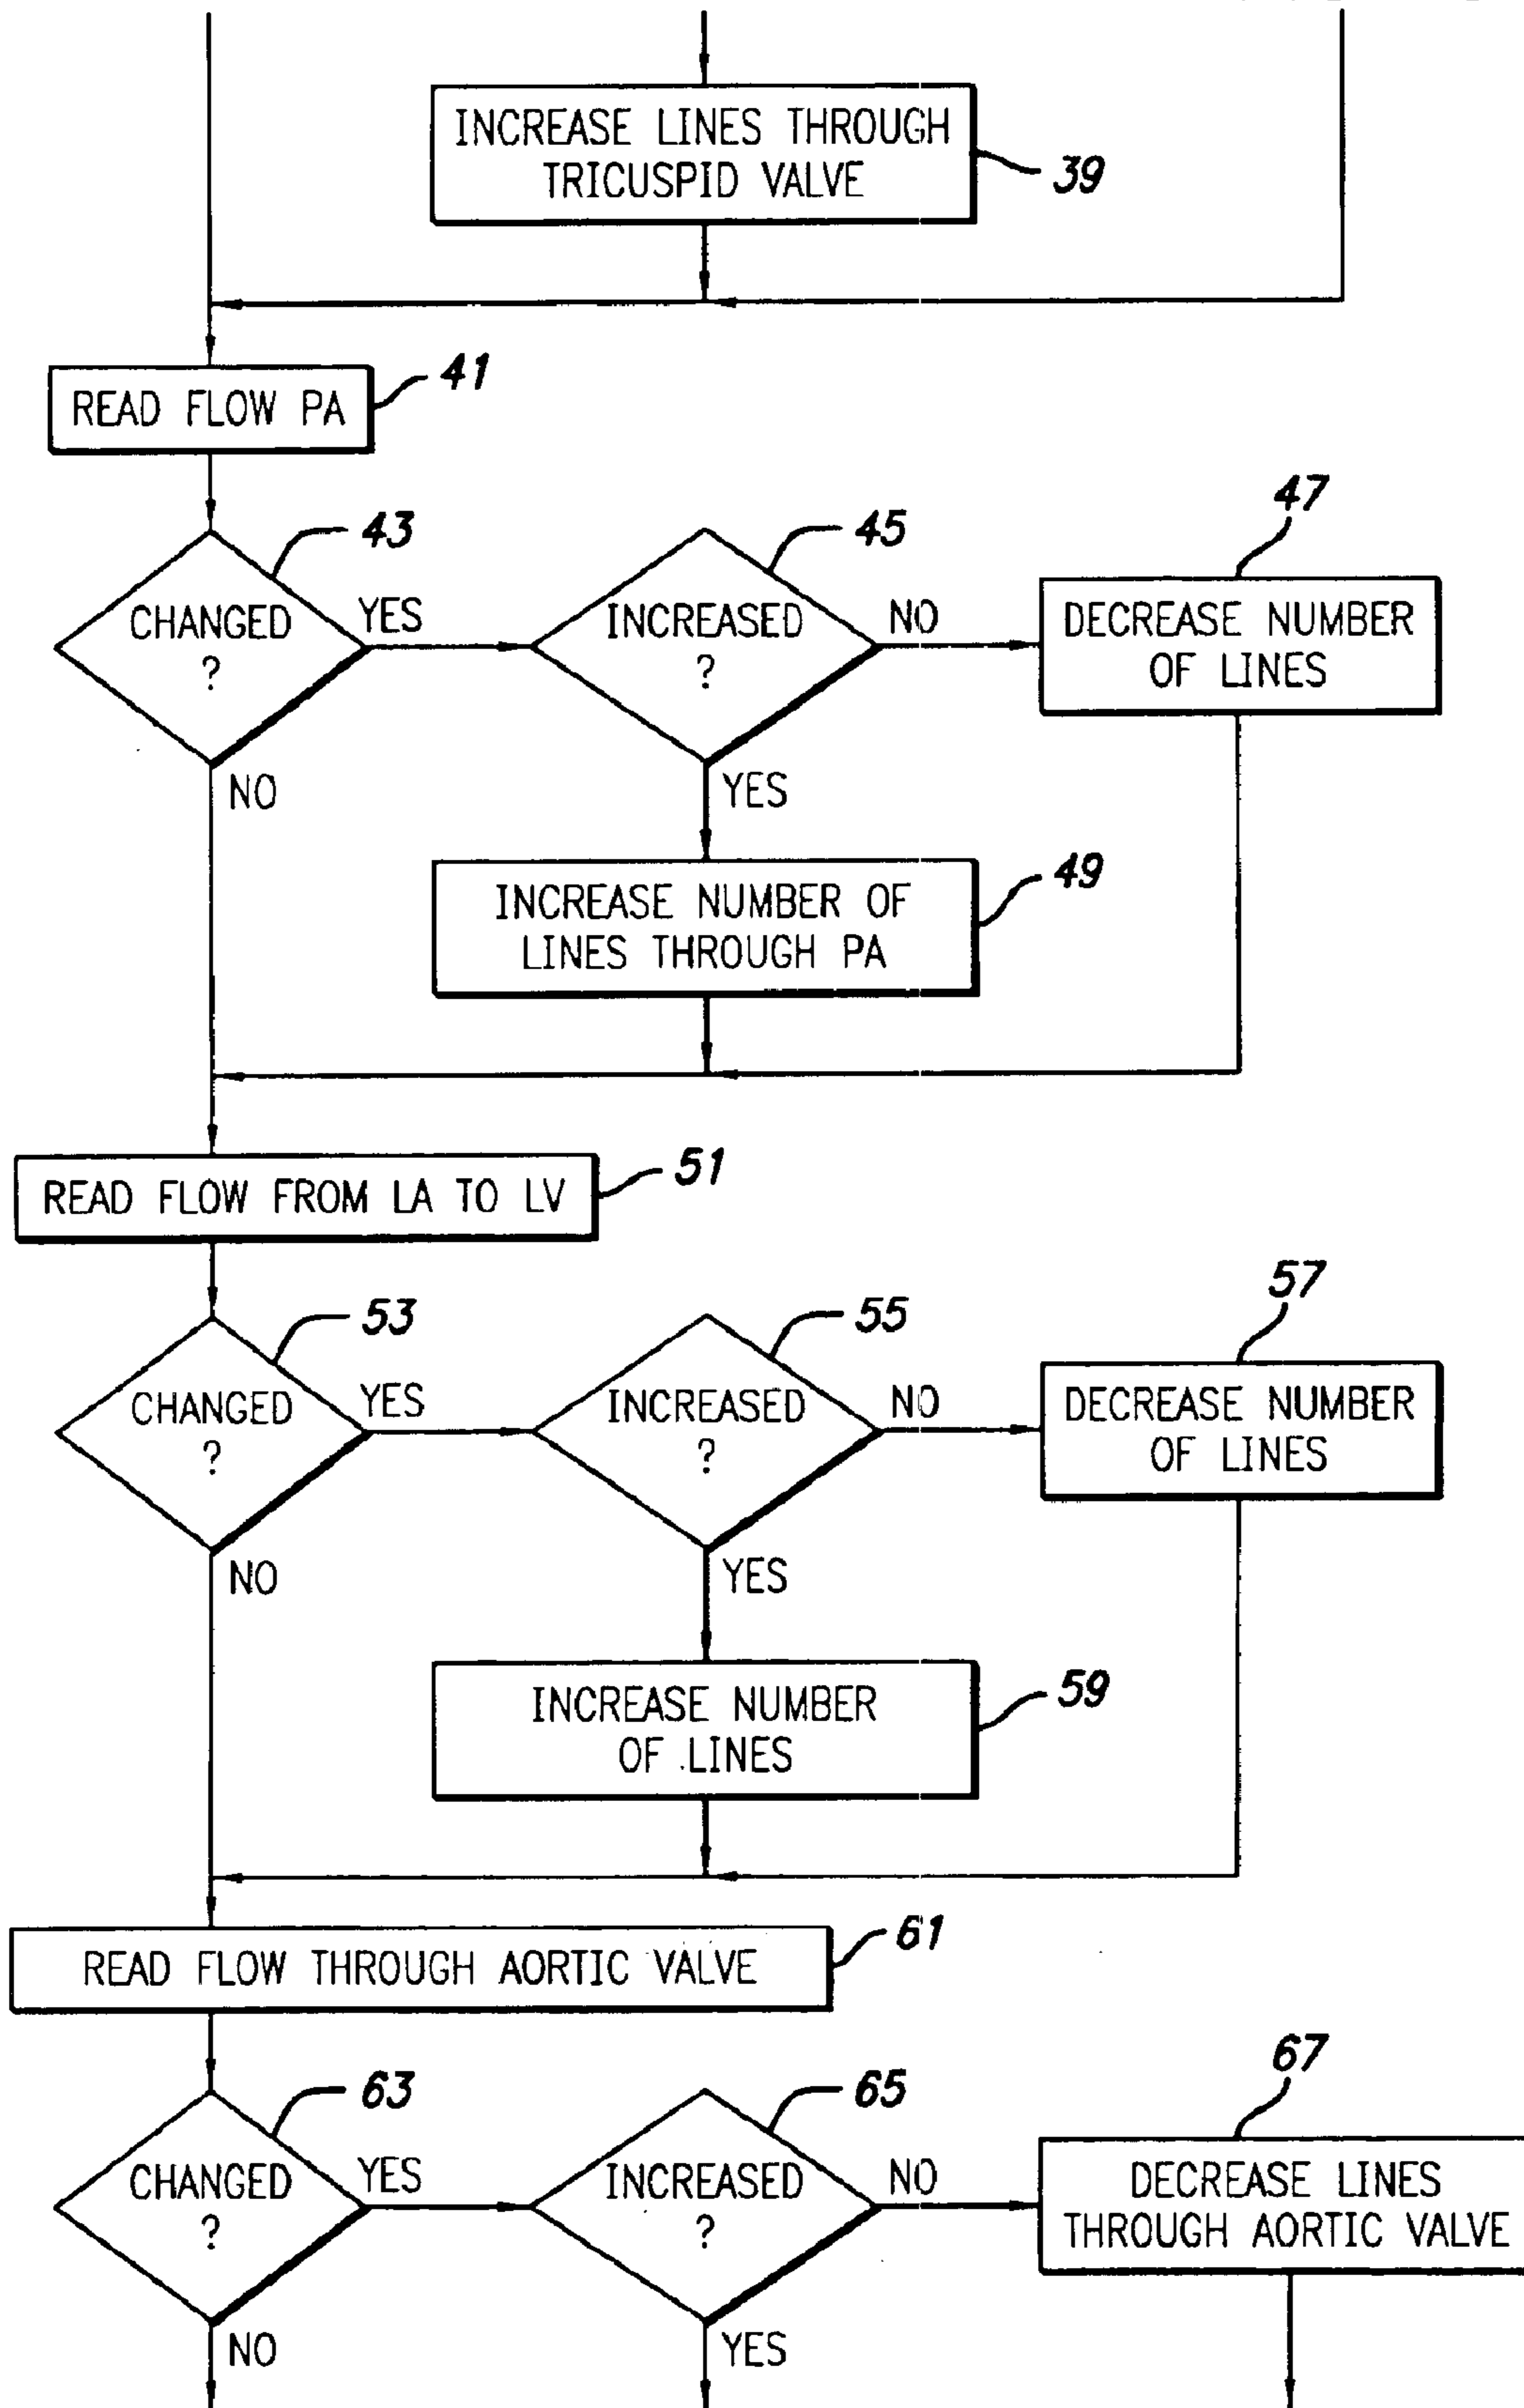 INCREASE LINES THROUGH
TRICUSPID VALVE
39
READ FLOW PA
41
43
CHANGED
?
YES
NO
45
INCREASED
?
NO
YES
47
DECREASE NUMBER
OF LINES
INCREASE NUMBER OF
LINES THROUGH PA
49
READ FLOW FROM LA TO LV
51
53
CHANGED
?
YES
NO
55
INCREASED
?
NO
YES
57
DECREASE NUMBER
OF LINES
INCREASE NUMBER
OF LINES
59
READ FLOW THROUGH AORTIC VALVE
61
63
CHANGED
?
YES
NO
65
INCREASED
?
NO
YES
67
DECREASE LINES
THROUGH AORTIC VALVE